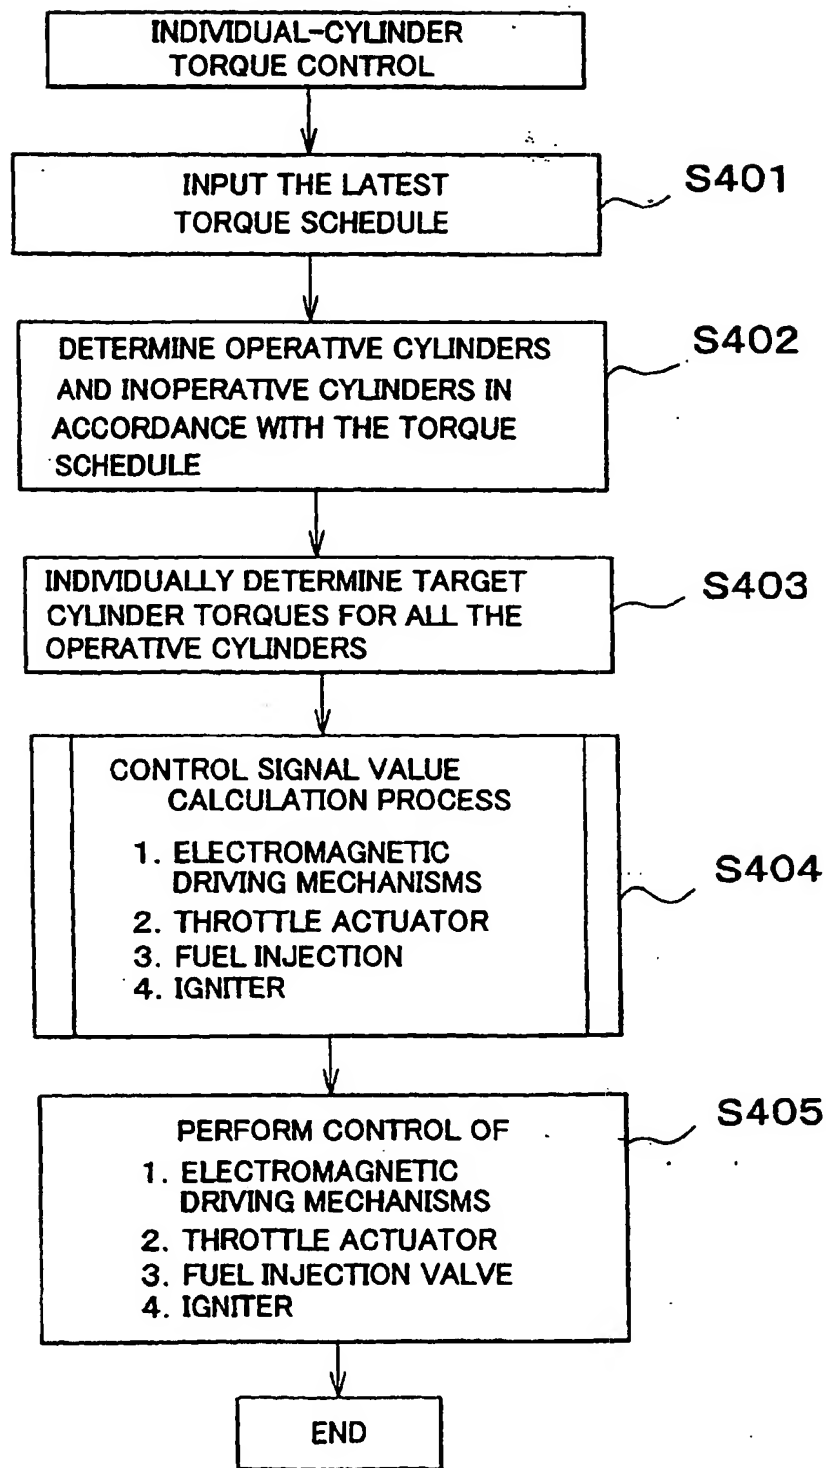 INDIVIDUAL-CYLINDER
TORQUE CONTROL
INPUT THE LATEST
TORQUE SCHEDULE
S401
DETERMINE OPERATIVE CYLINDERS
AND INOPERATIVE CYLINDERS IN
ACCORDANCE WITH THE TORQUE
SCHEDULE
S402
INDIVIDUALLY DETERMINE TARGET
CYLINDER TORQUES FOR ALL THE
OPERATIVE CYLINDERS
S403
CONTROL SIGNAL VALUE
CALCULATION PROCESS
1. ELECTROMAGNETIC
DRIVING MECHANISMS
2. THROTTLE ACTUATOR
3. FUEL INJECTION
4. IGNITER
S404
PERFORM CONTROL OF
1. ELECTROMAGNETIC
DRIVING MECHANISMS
2. THROTTLE ACTUATOR
3. FUEL INJECTION VALVE
4. IGNITER
S405
END